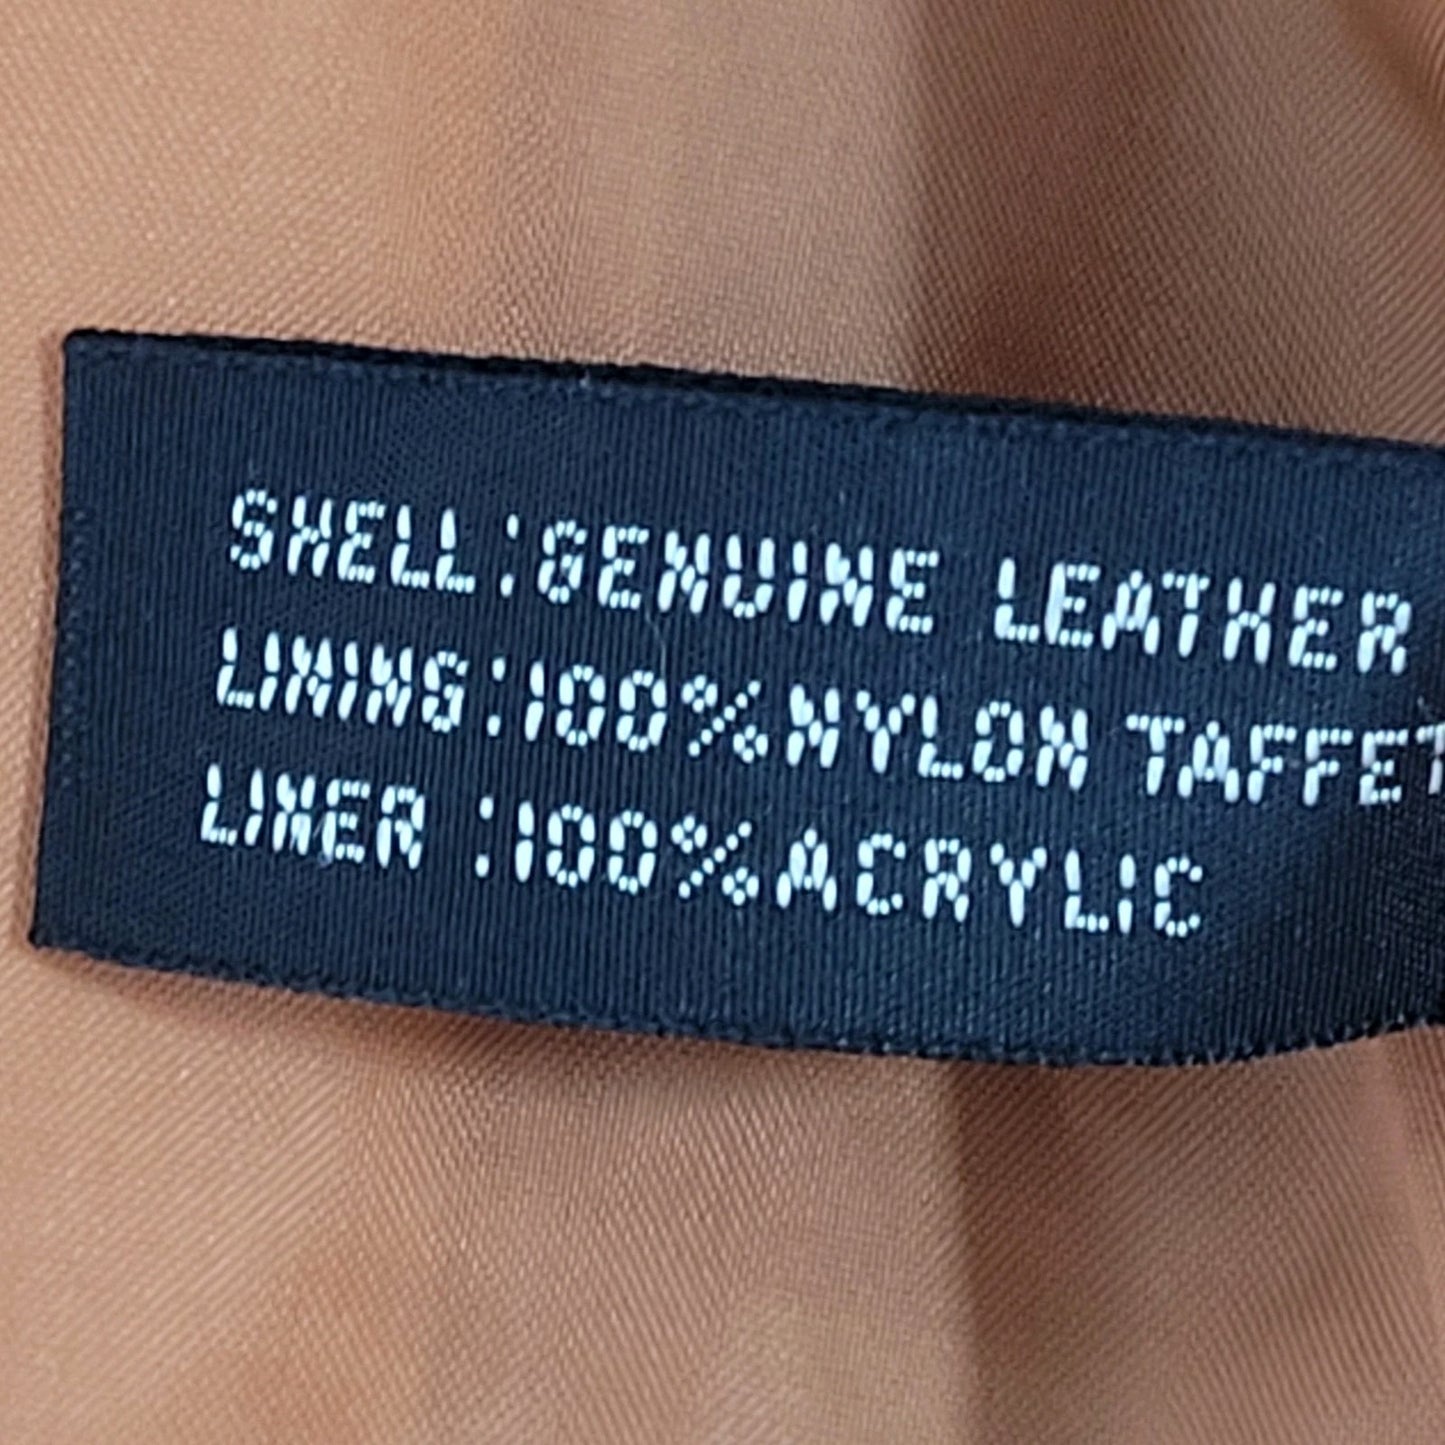 SHELL:GENUINE LEATHER
LINING:100%NYLON TAFFET
LINER :100%ACRYLIC